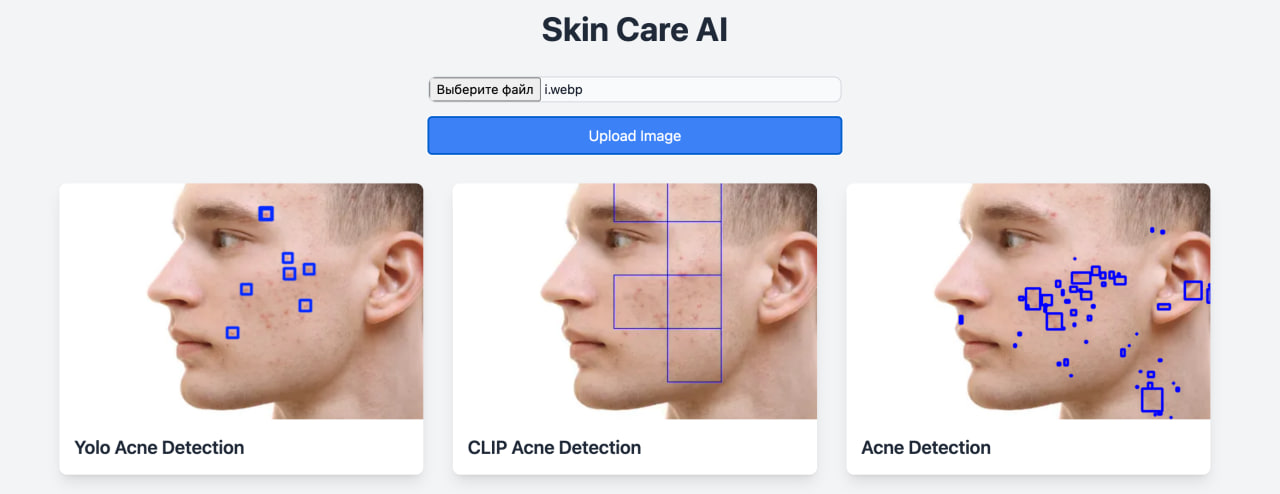 Skin Care AI
Выберите файл i.webp
Upload Image
Yolo Acne Detection
CLIP Acne Detection
Acne Detection